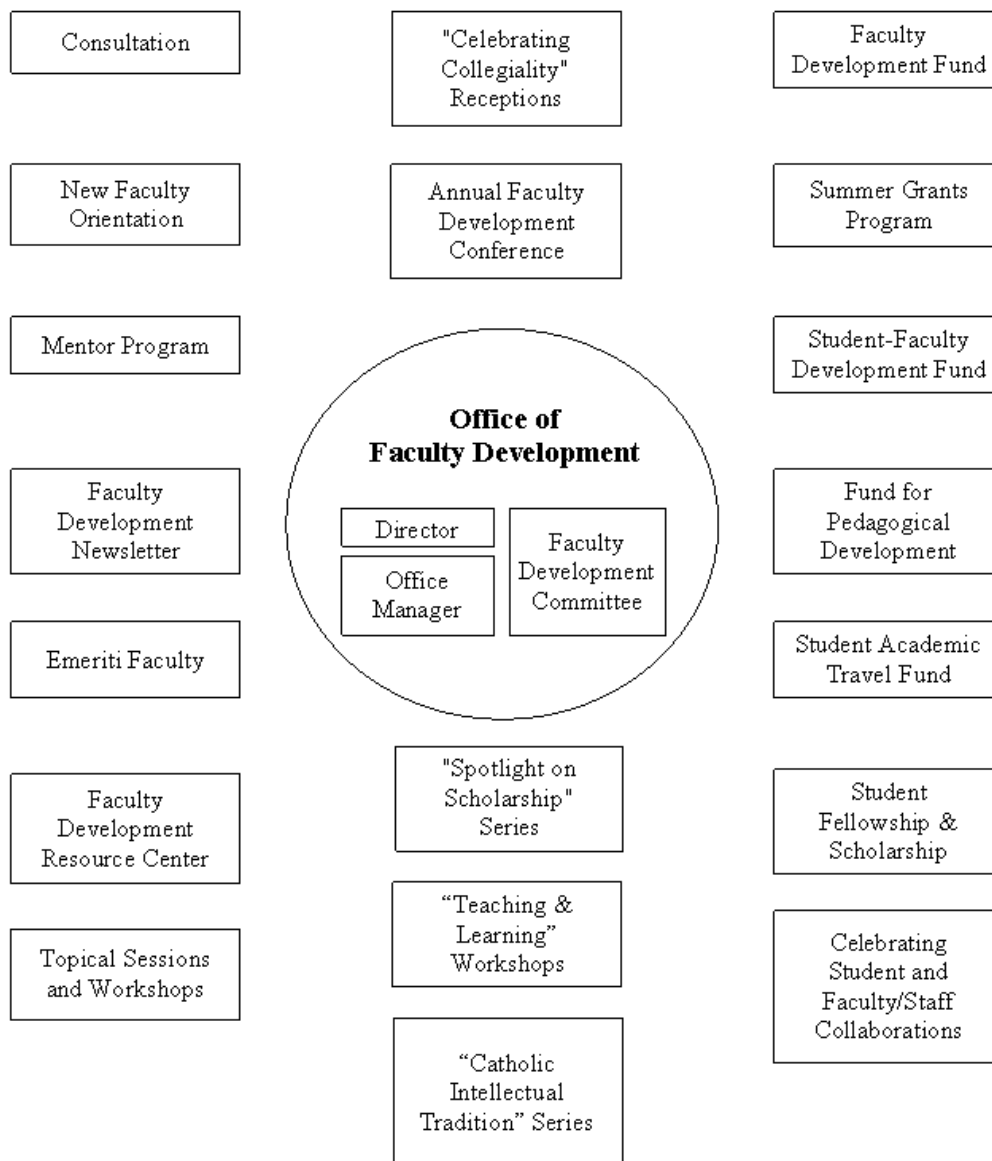 Consultation
"Celebrating
Collegiality"
Receptions
Faculty
Development Fund
New Faculty
Orientation
Annual Faculty
Development
Conference
Summer Grants
Program
Mentor Program
Student-Faculty
Development Fund
Office of
Faculty Development
Director
Office
Manager
Faculty
Development
Committee
Faculty
Development
Newsletter
Fund for
Pedagogical
Development
Emeriti Faculty
Student Academic
Travel Fund
Faculty
Development
Resource Center
"Spotlight on
Scholarship"
Series
Student
Fellowship &
Scholarship
Topical Sessions
and Workshops
“Teaching &
Learning”
Workshops
Celebrating
Student and
Faculty/Staff
Collaborations
“Catholic
Intellectual
Tradition” Series